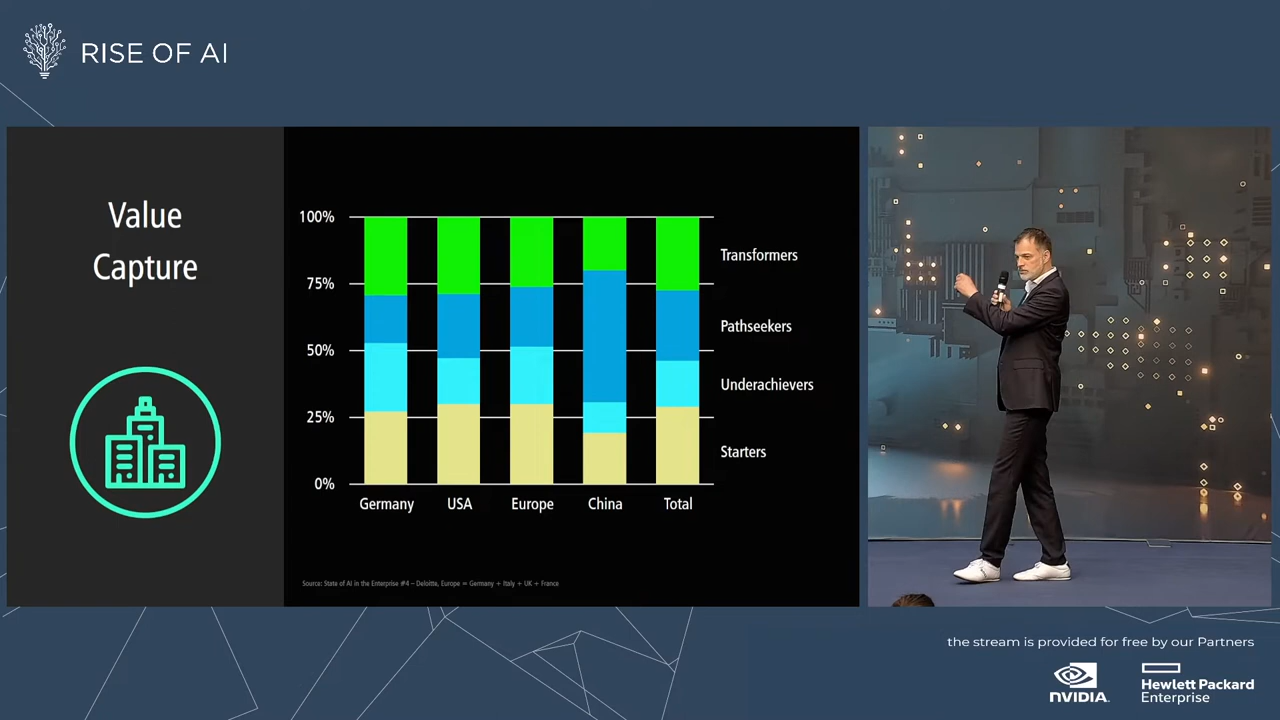 RISE OF AI
Value
Capture
100%
75%
50%
25%
0%
Transformers
Pathseekers
Underachievers
Starters
Germany
USA
Europe
China
Total
Source: State of AI in the Enterprise #4 – Deloitte, Europe = Germany + Italy + UK + France
the stream is provided for free by our Partners
NVIDIA.
Hewlett Packard
Enterprise